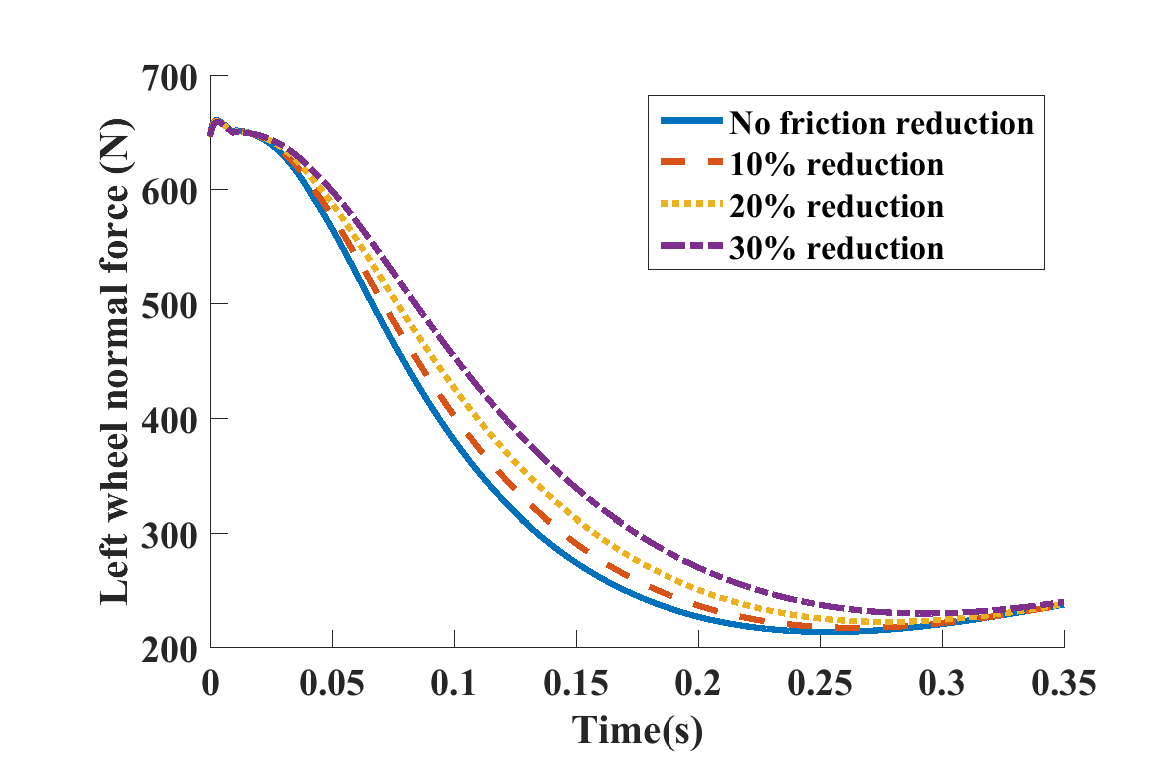 700
600
500
400
300
200
Left wheel normal force (N)
No friction reduction
10% reduction
20% reduction
30% reduction
0 0.05 0.1 0.15 0.2 0.25 0.3 0.35
Time(s)